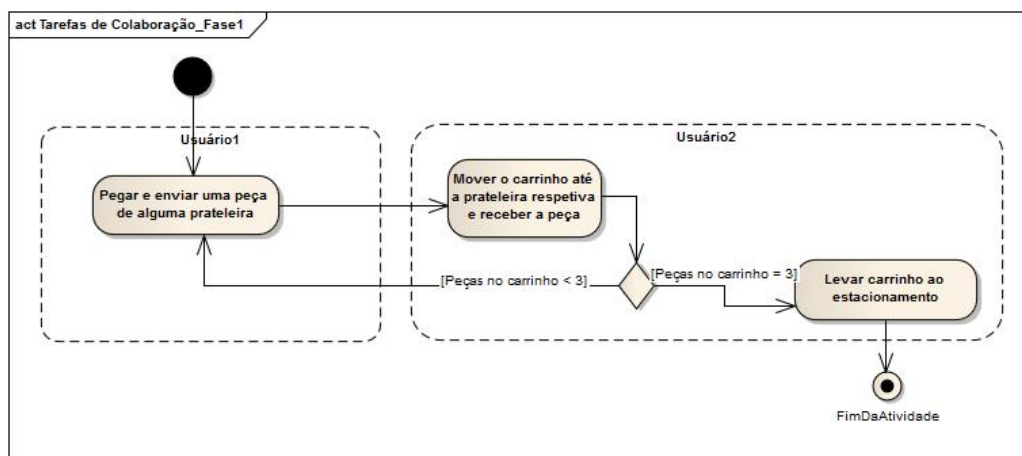 act Tarefas de Colaboração_Fase1
Usuário1
Usuário2
Pegar e enviar uma peça
de alguma prateleira
Mover o carrinho até
a prateleira respetiva
e receber a peça
[Peças no carrinho < 3]
[Peças no carrinho = 3]
Levar carrinho ao
estacionamento
FimDaAtividade